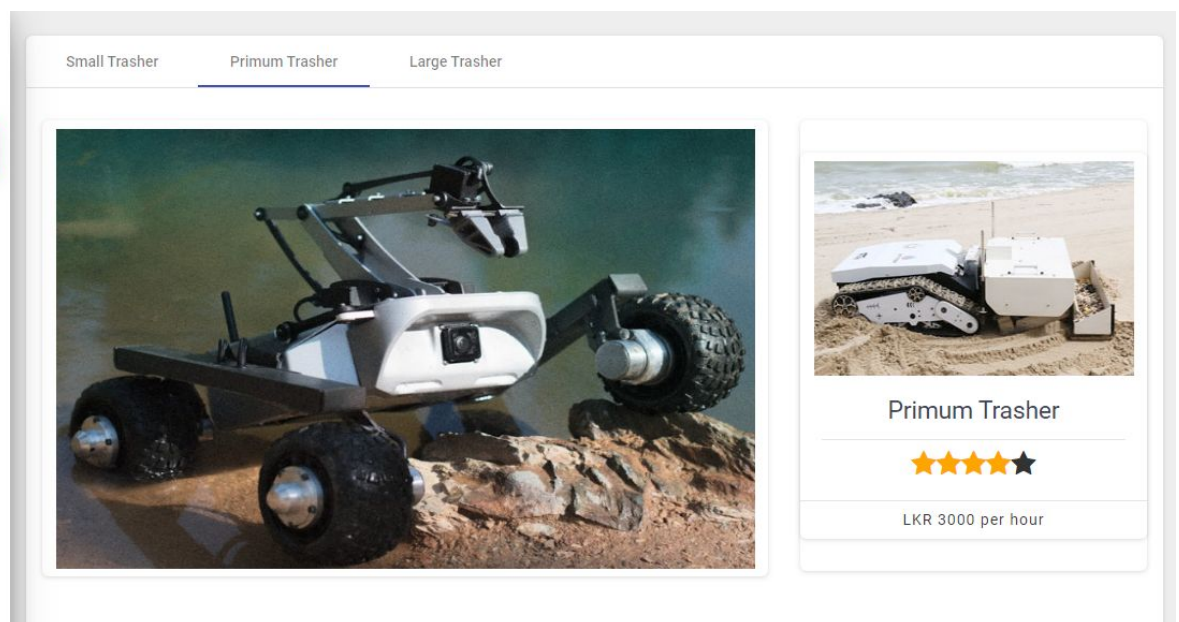 Small Trasher
Primum Trasher
Large Trasher
Primum Trasher
LKR 3000 per hour